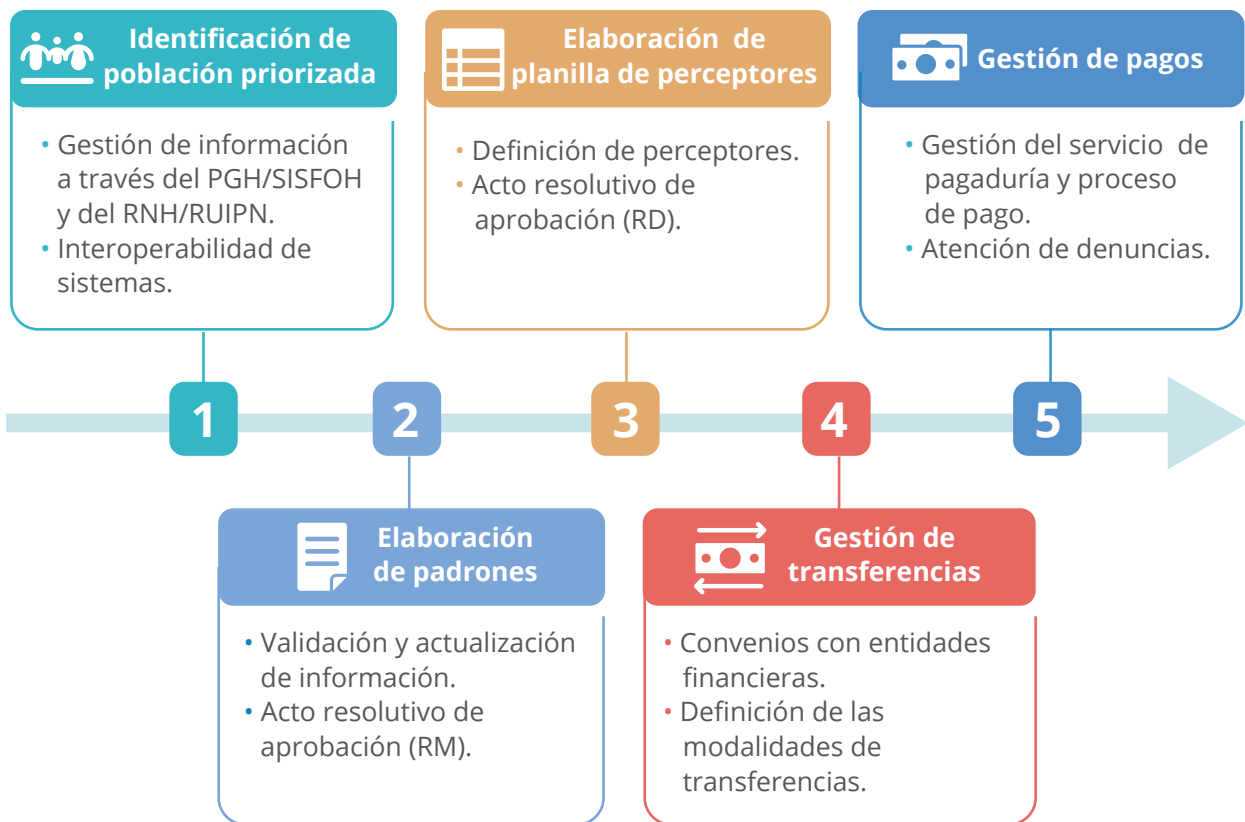 Identificación de
población priorizada
• Gestión de información
a través del PGH/SISFOH
y del RNH/RUIPN.
• Interoperabilidad de
sistemas.
Elaboración de
planilla de perceptores
• Definición de perceptores.
• Acto resolutivo de
aprobación (RD).
Gestión de pagos
• Gestión del servicio de
pagaduría y proceso
de pago.
• Atención de denuncias.
1
2
3
4
5
Elaboración
de padrones
• Validación y actualización
de información.
• Acto resolutivo de
aprobación (RM).
Gestión de
transferencias
• Convenios con entidades
financieras.
• Definición de las
modalidades de
transferencias.